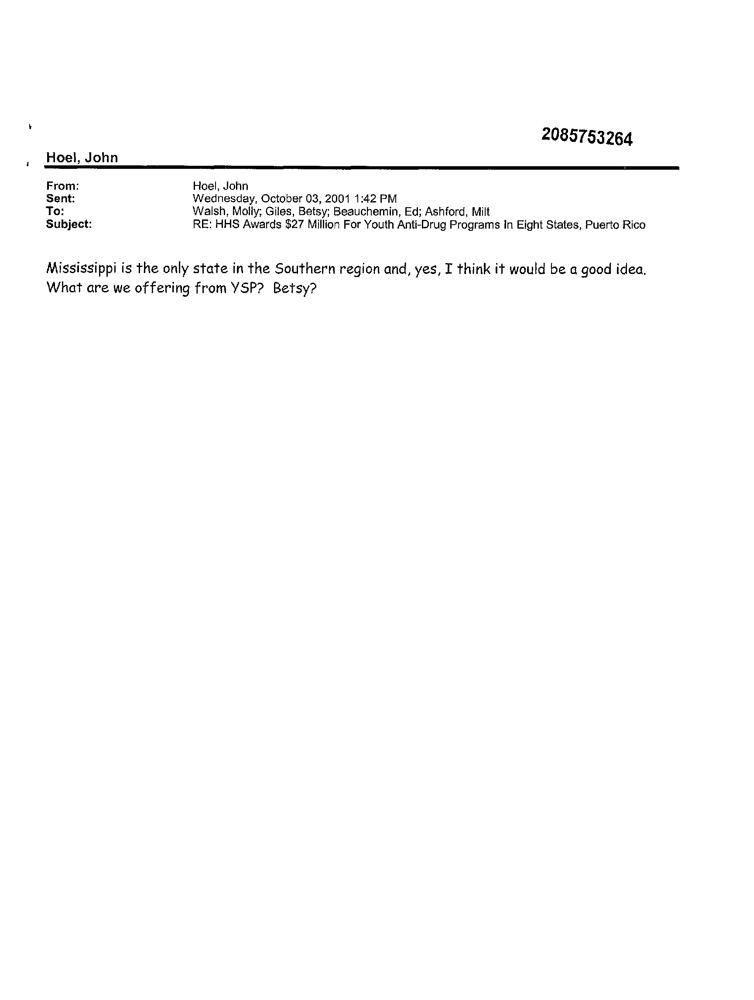 2085753264
Hoel, John
From: Hoel, John
Sent: Wednesday, October 03, 2001 1:42 PM
To: Walsh, Molly; Giles, Betsy; Beauchemin, Ed; Ashford, Milt
Subject: RE: HHS Awards $27 Million For Youth Anti-Drug Programs In Eight States, Puerto Rico
Mississippi is the only state in the Southern region and, yes, I think it would be a good idea.
What are we offering from YSP? Betsy?